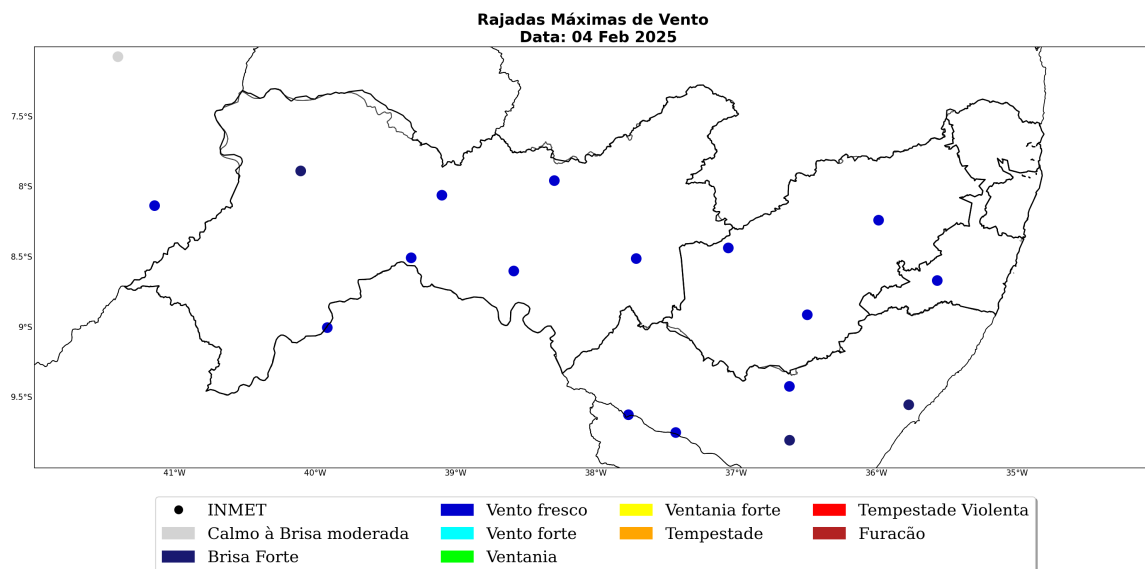 Rajadas Máximas de Vento
Data: 04 Feb 2025
7.5°S
8°S
8.5°S
9°S
9.5°S
41°W
40°W
39°W
38°W
37°W
36°W
35°W
INMET
Calmo à Brisa moderada
Brisa Forte
Vento fresco
Vento forte
Ventania
Ventania forte
Tempestade
Tempestade Violenta
Furacão